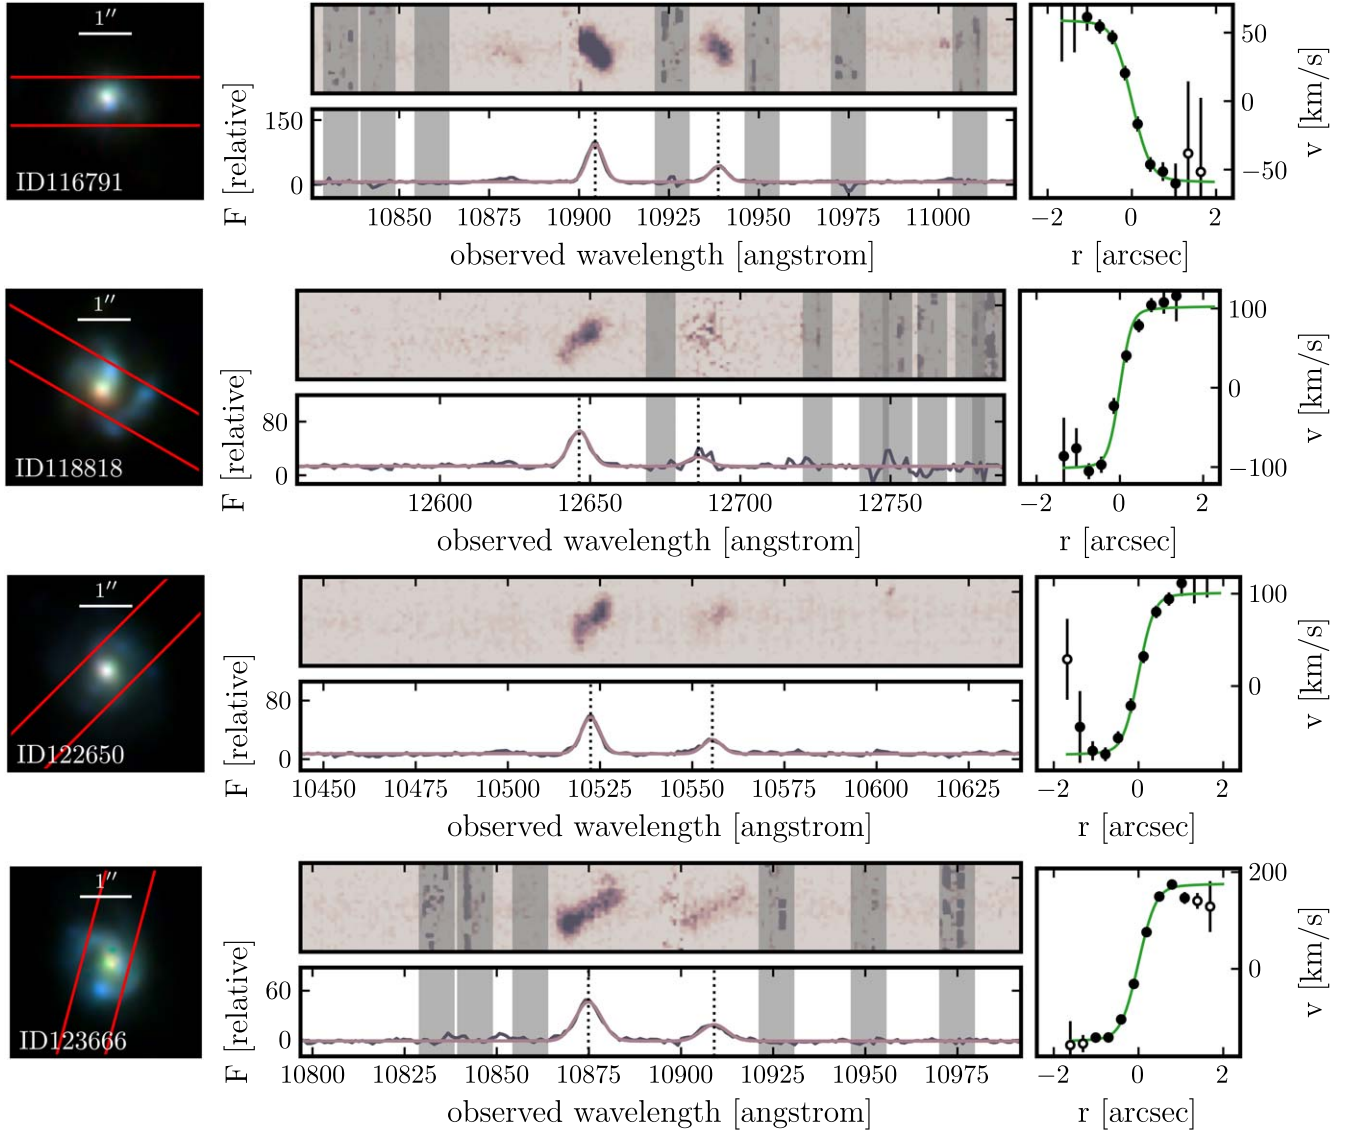 1″
ID116791
F [relative]
150
0
10850 10875 10900 10925 10950 10975 11000
observed wavelength [angstrom]
50
0
−50
v [km/s]
−2 0 2
r [arcsec]
1″
ID118818
F [relative]
80
0
12600 12650 12700 12750
observed wavelength [angstrom]
100
0
−100
v [km/s]
−2 0 2
r [arcsec]
1″
ID122650
F [relative]
80
0
10450 10475 10500 10525 10550 10575 10600 10625
observed wavelength [angstrom]
100
0
v [km/s]
−2 0 2
r [arcsec]
1″
ID123666
F [relative]
60
0
10800 10825 10850 10875 10900 10925 10950 10975
observed wavelength [angstrom]
200
0
v [km/s]
−2 0 2
r [arcsec]